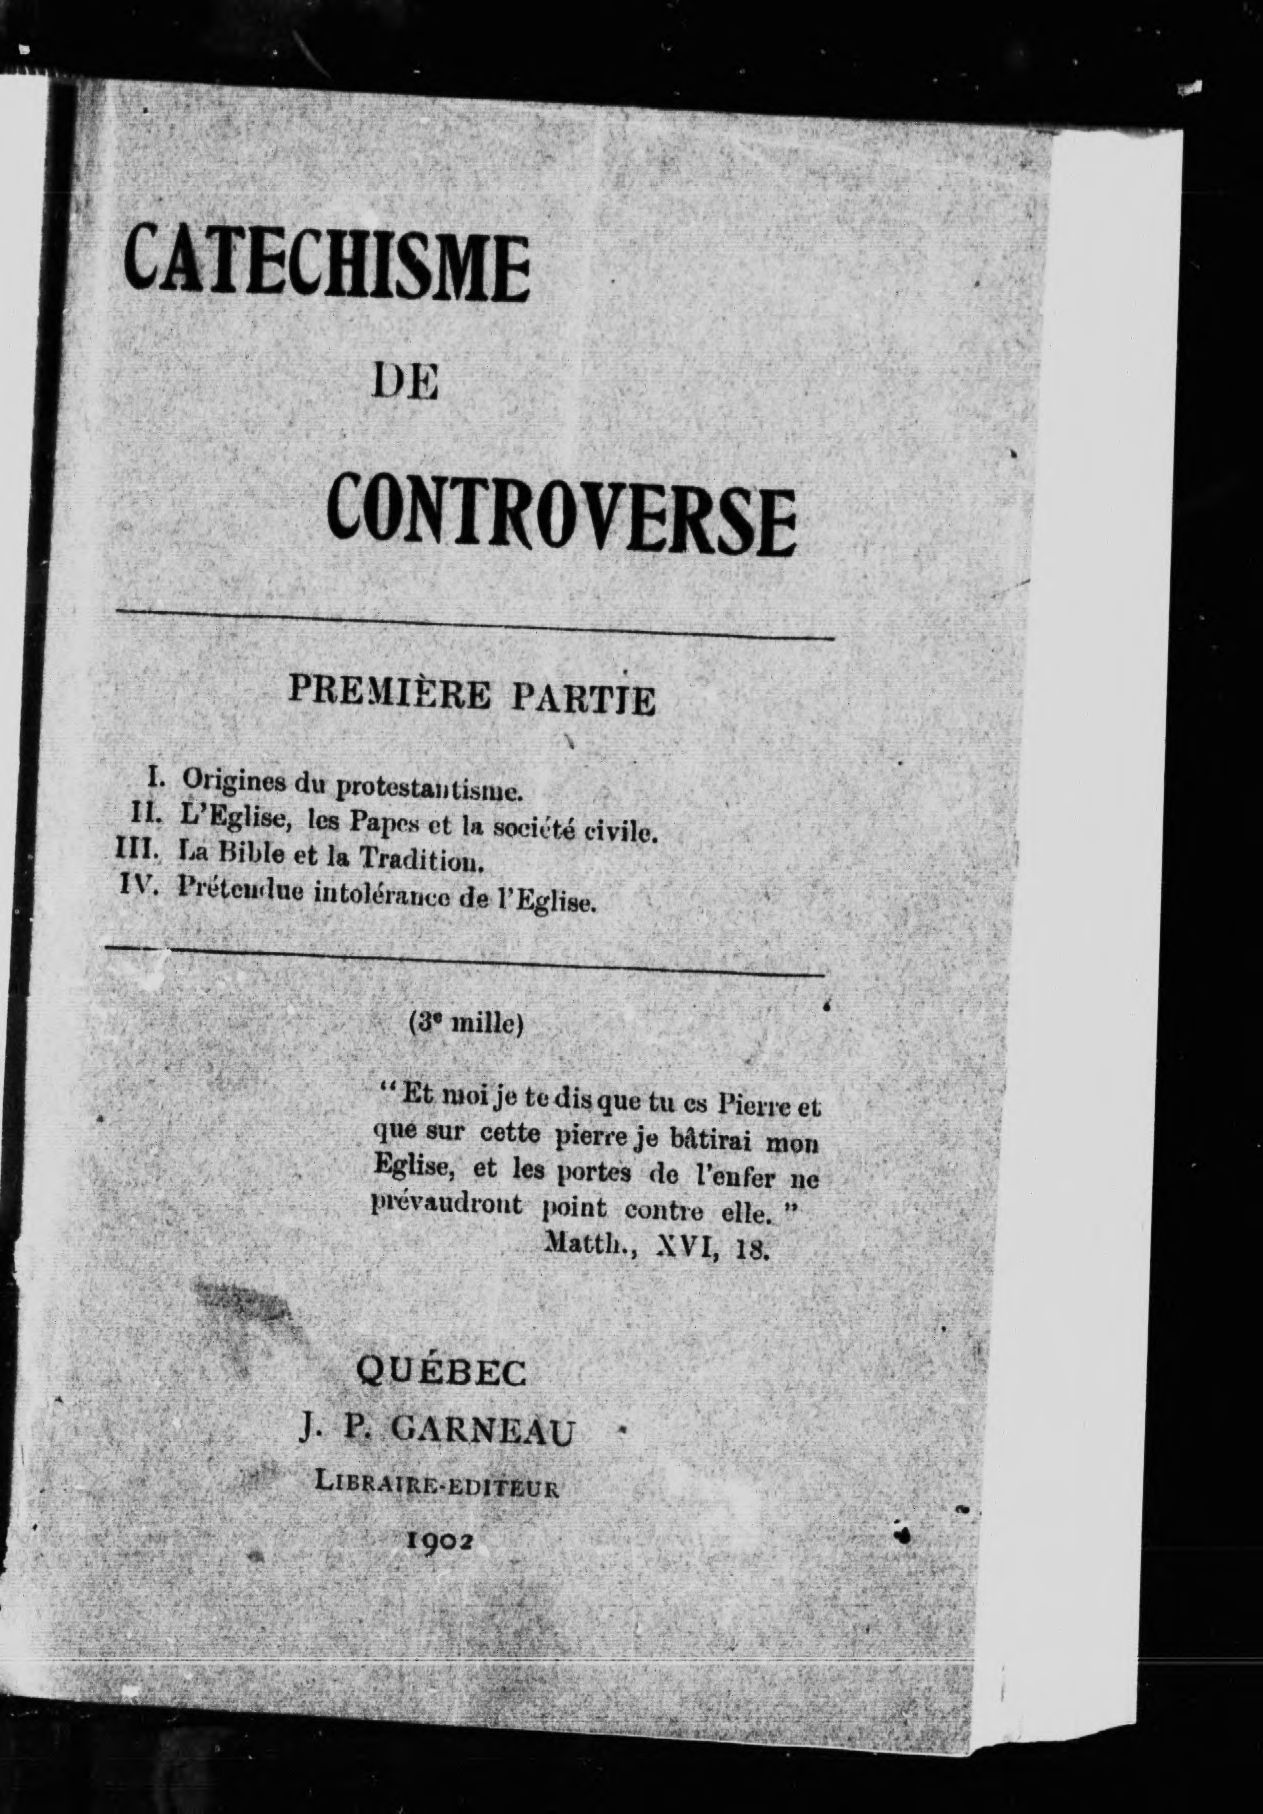 CATECHISME
DE
CONTROVERSE
PREMIÈRE PARTIE
I. Origines du protestantisme.
II. L'Eglise, les Papes et la société civile.
III. La Bible et la Tradition.
IV. Prétendue intolérance de l'Eglise.
(3e mille)
“Et moi je te dis que tu es Pierre et
que sur cette pierre je bâtirai mon
Eglise, et les portes de l'enfer ne
prévaudront point contre elle.”
Matth., XVI, 18.
QUÉBEC
J. P. GARNEAU
LIBRAIRE-EDITEUR
1902